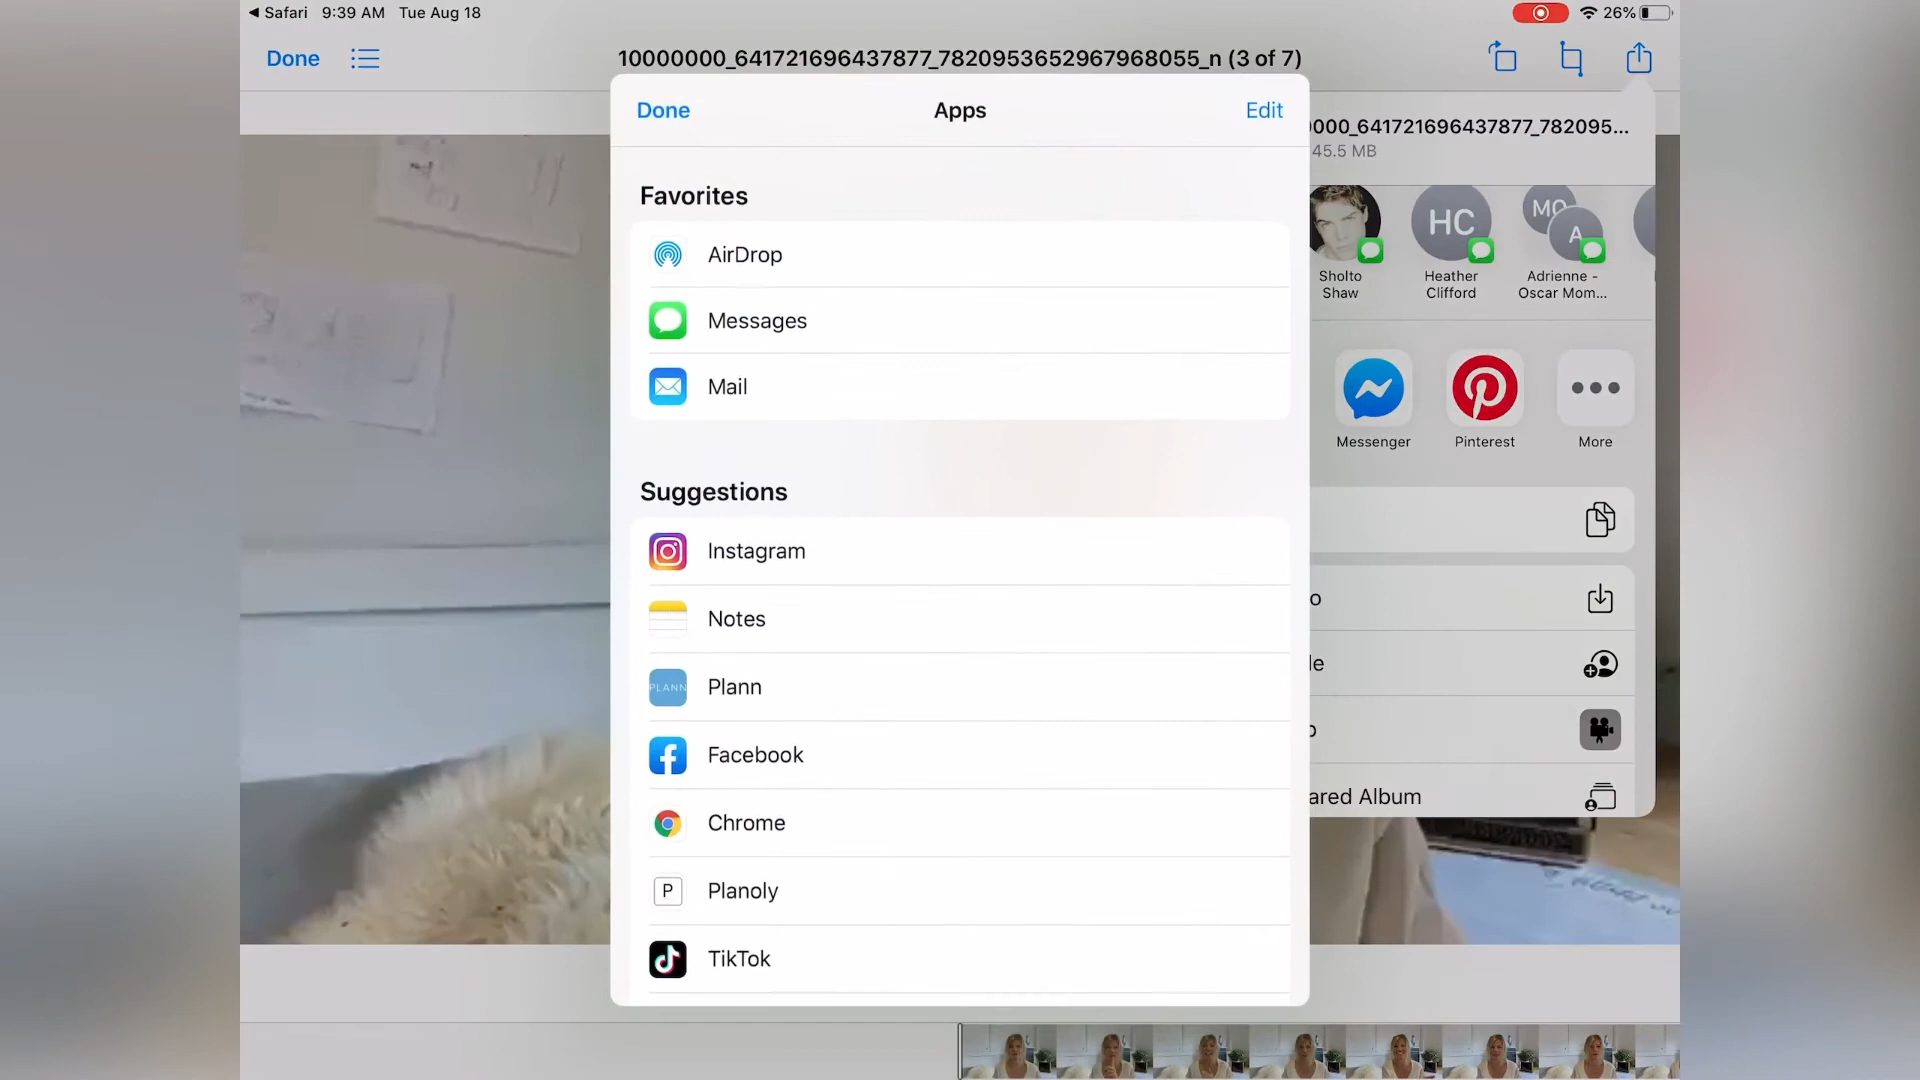 ◀ Safari 9:39 AM Tue Aug 18
26%
Done
10000000_641721696437877_7820953652967968055_n (3 of 7)
Done
Apps
Edit
Favorites
AirDrop
Messages
Mail
Suggestions
Instagram
Notes
PLANN
Plann
Facebook
Chrome
P
Planoly
TikTok
000_641721696437877_782095...
45.5 MB
Sholto
Shaw
HC
Heather
Clifford
MO
A
Adrienne -
Oscar Mom...
Messenger
Pinterest
More
o
le
ared Album